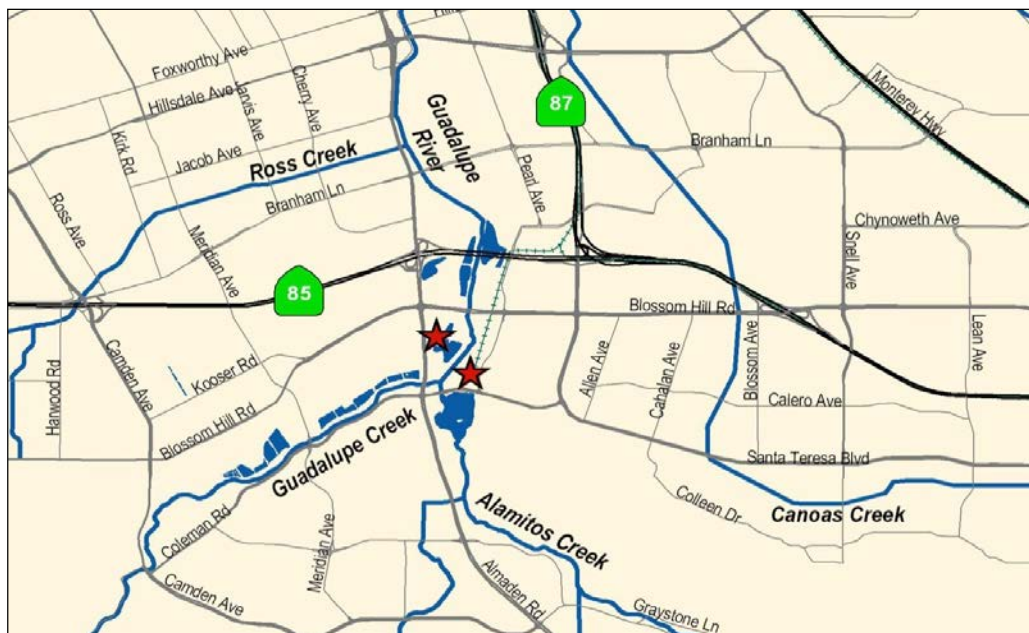 Foxworthy Ave
Hillsdale Ave
Jarvis Ave
Cherry Ave
Kirk Rd
Jacob Ave
Ross Creek
Guadalupe
River
87
Monterey Hwy
Branham Ln
Pearl Ave
Branham Ln
Ross Ave
Meridian Ave
Chynoweth Ave
Snell Ave
85
Blossom Hill Rd
Lean Ave
Harwood Rd
Camden Ave
Kooser Rd
Blossom Hill Rd
Allen Ave
Cahalan Ave
Blossom Ave
Calero Ave
Guadalupe Creek
Santa Teresa Blvd
Colleen Dr
Canoas Creek
Coleman Rd
Meridian Ave
Alamitos Creek
Camden Ave
Almaden Rd
Graystone Ln